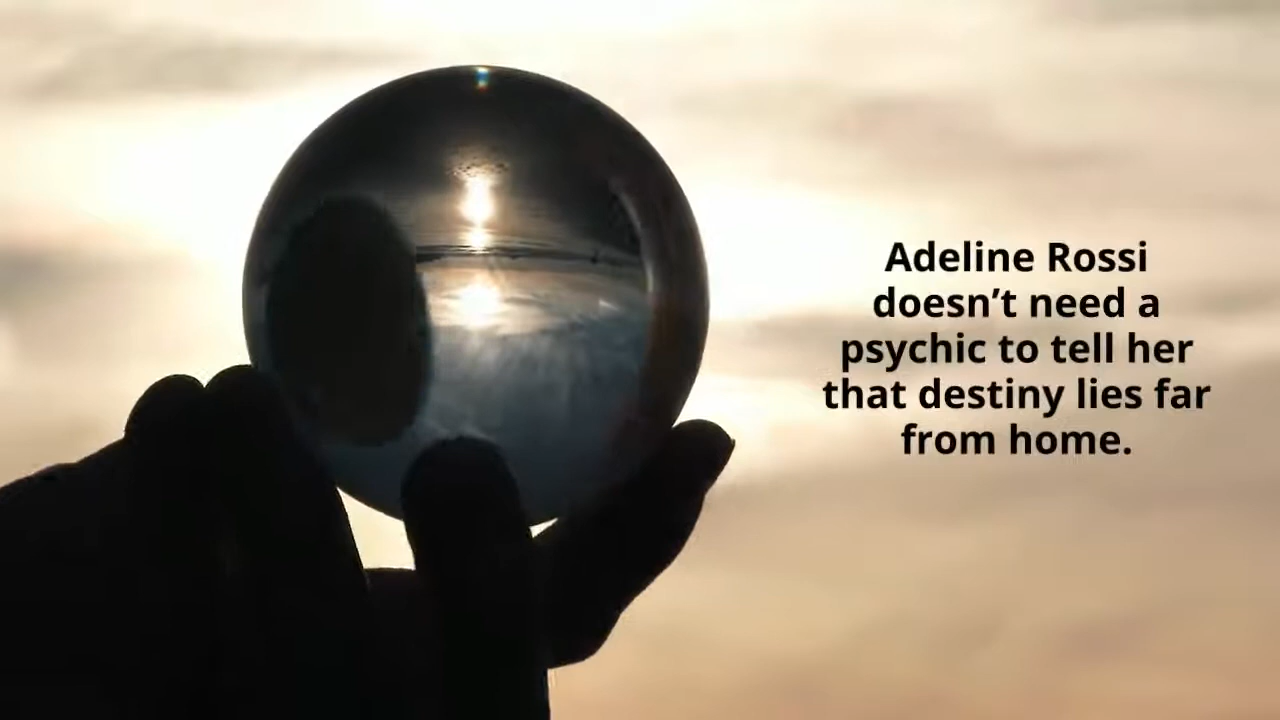 Adeline Rossi
doesn’t need a
psychic to tell her
that destiny lies far
from home.